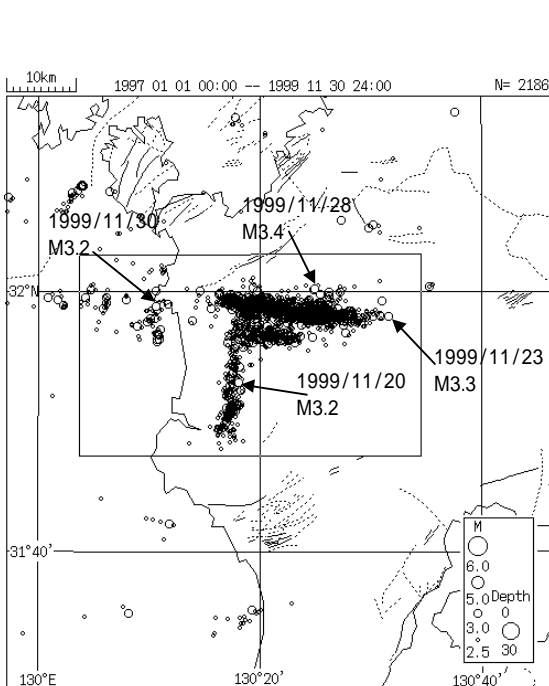 10km 1997 01 01 00:00 -- 1999 11 30 24:00 N= 2186
1999/11/28
M3.4
1999/11/30
M3.2
32°N
1999/11/23
M3.3
1999/11/20
M3.2
31°40'
M
6.0
5.0
3.0
2.5
Depth
0
30
130°E 130°20' 130°40'